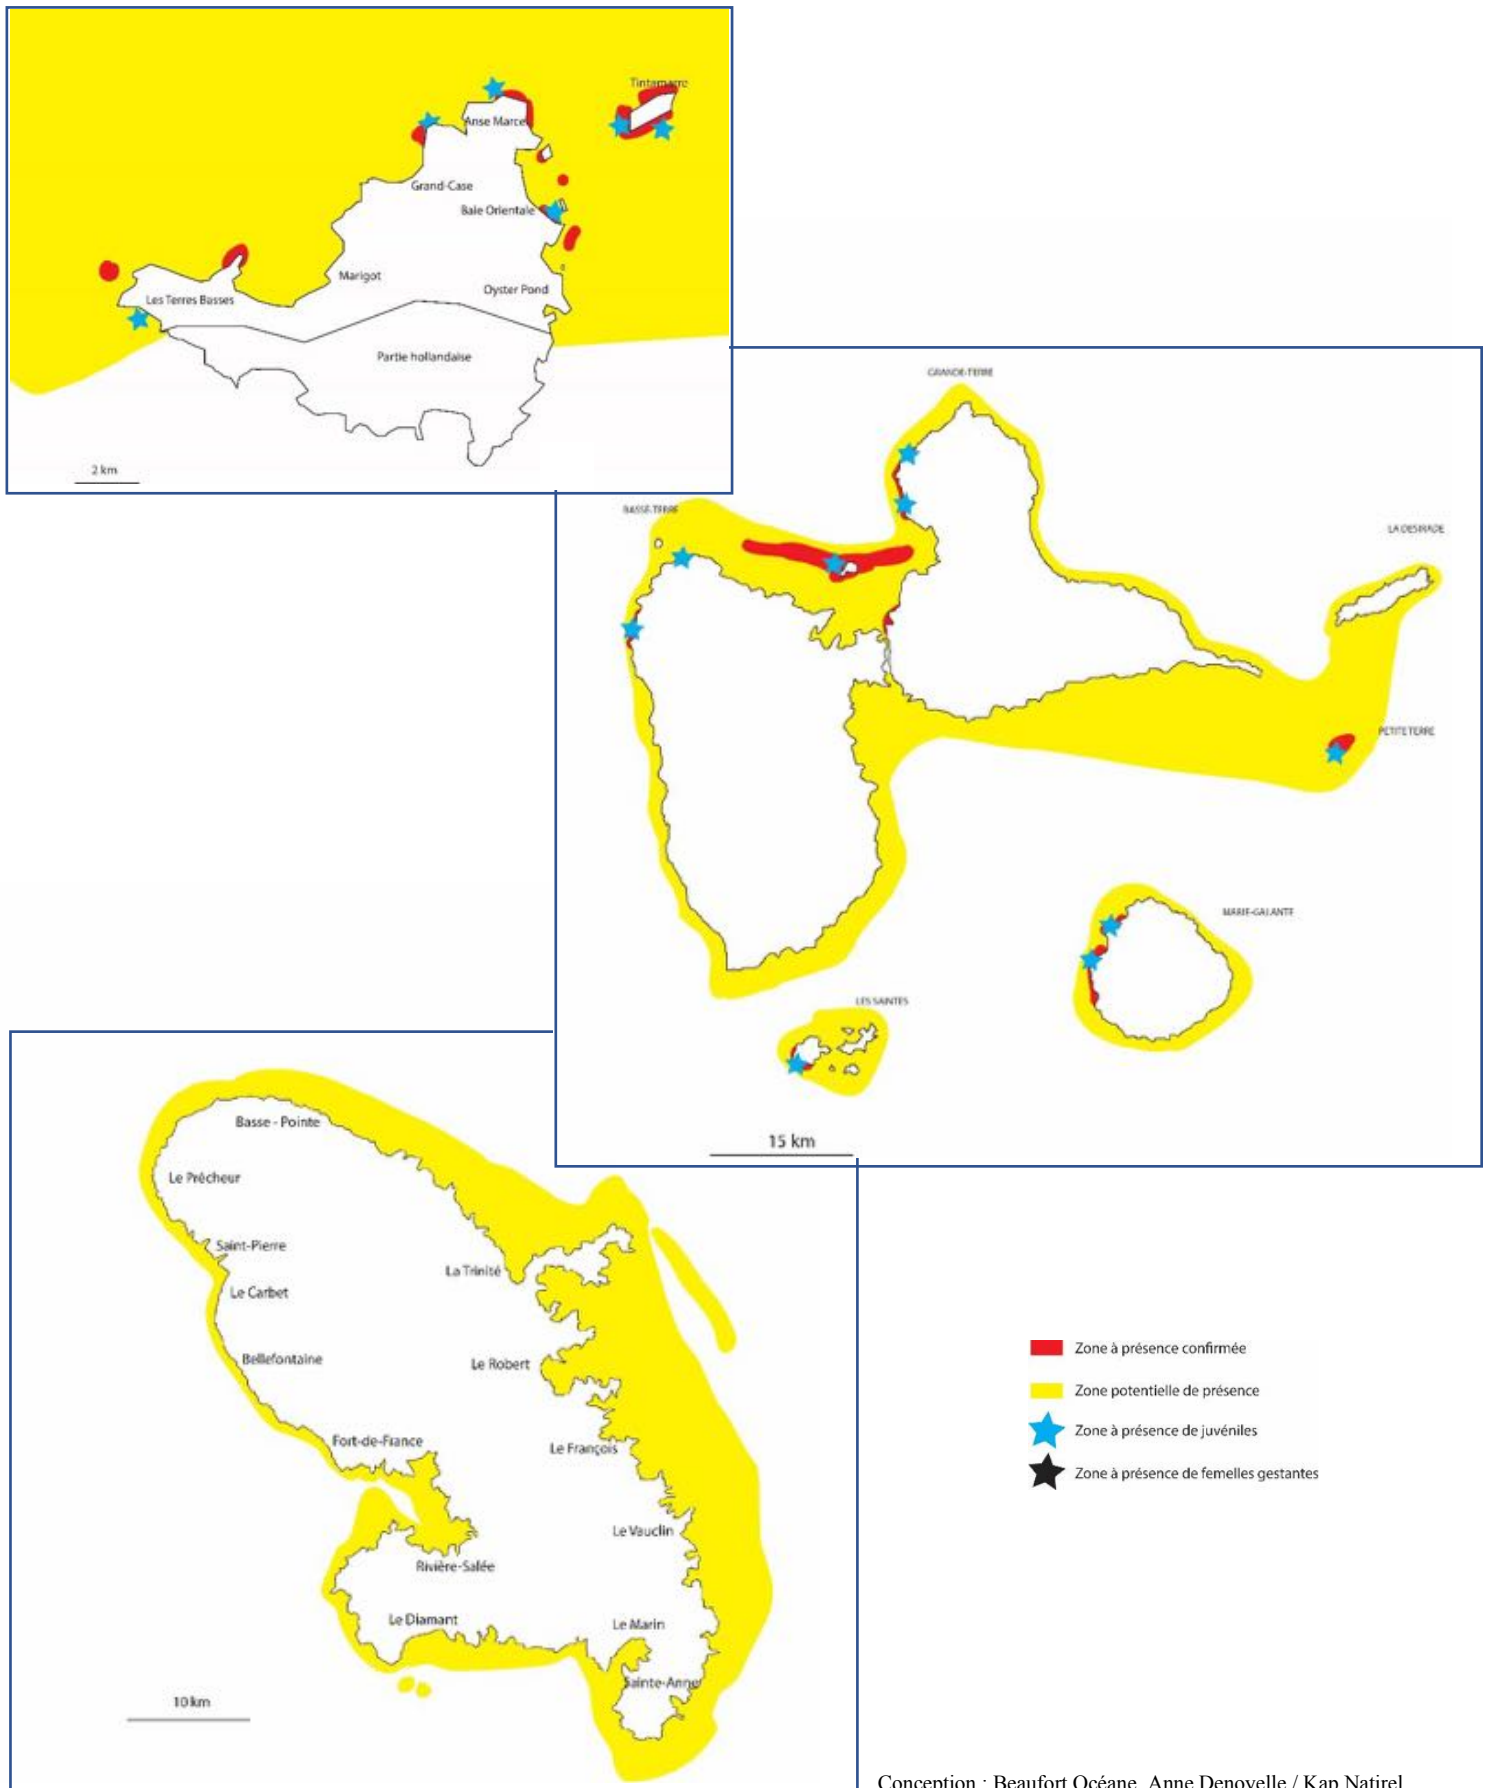 Tintamarre
Anse Marcel
Grand-Case
Baie Orientale
Marigot
Oyster Pond
Les Terres Basses
Partie hollandaise
2 km
GRANDE-TERRE
BASSE-TERRE
LA DESIRADE
PETITE TERRE
MARIE-GALANTE
LES SAINTES
15 km
Basse - Pointe
Le Prêcheur
Saint-Pierre
La Trinité
Le Carbet
Bellefontaine
Le Robert
Fort-de-France
Le François
Le Vauclin
Rivière-Salée
Le Diamant
Le Marin
Sainte-Anne
10 km
Zone à présence confirmée
Zone potentielle de présence
Zone à présence de juvéniles
Zone à présence de femelles gestantes
Conception : Beaufort Océane, Anne Denoyelle / Kap Natirel